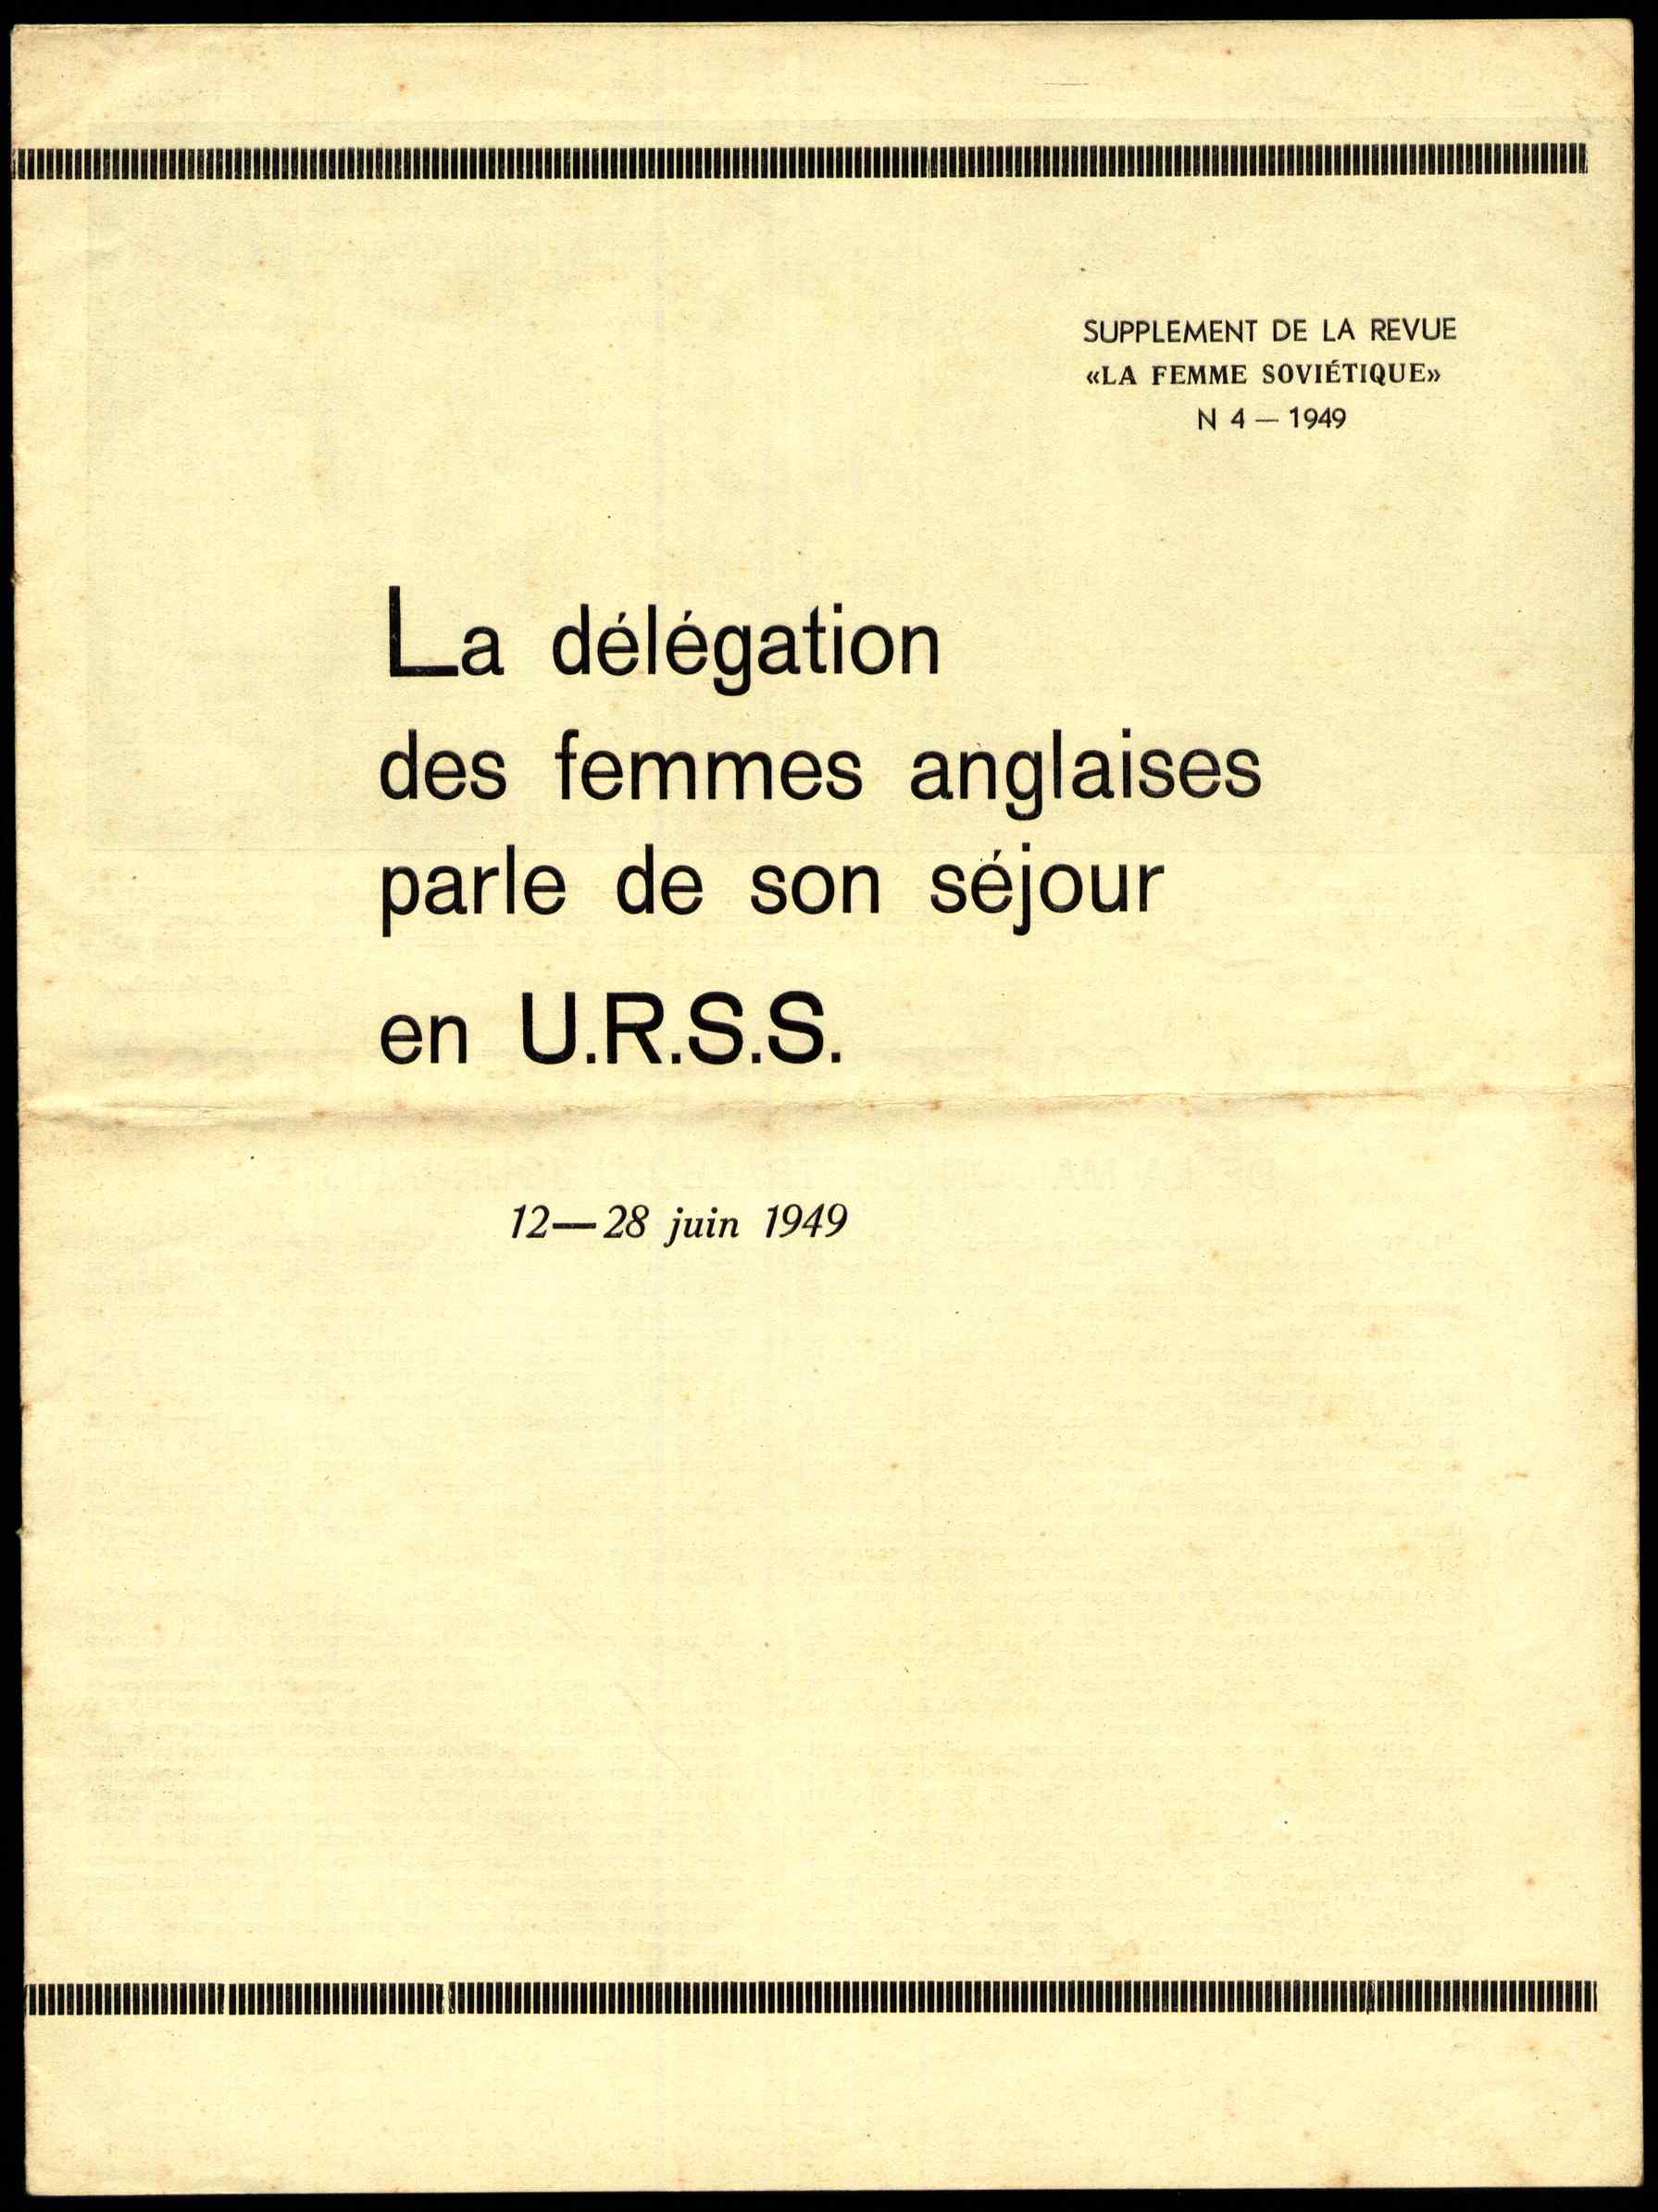 SUPPLEMENT DE LA REVUE
«LA FEMME SOVIÉTIQUE»
N 4 — 1949
La délégation
des femmes anglaises
parle de son séjour
en U.R.S.S.
12—28 juin 1949